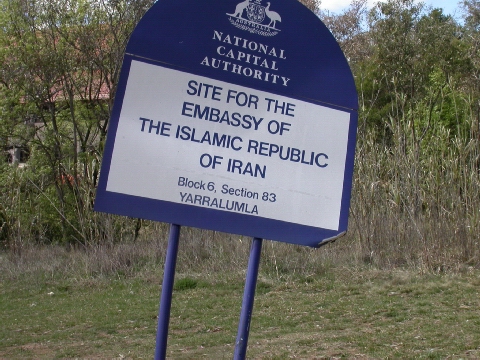 NATIONAL
CAPITAL
AUTHORITY
SITE FOR THE
EMBASSY OF
THE ISLAMIC REPUBLIC
OF IRAN
Block 6, Section 83
YARRALUMLA